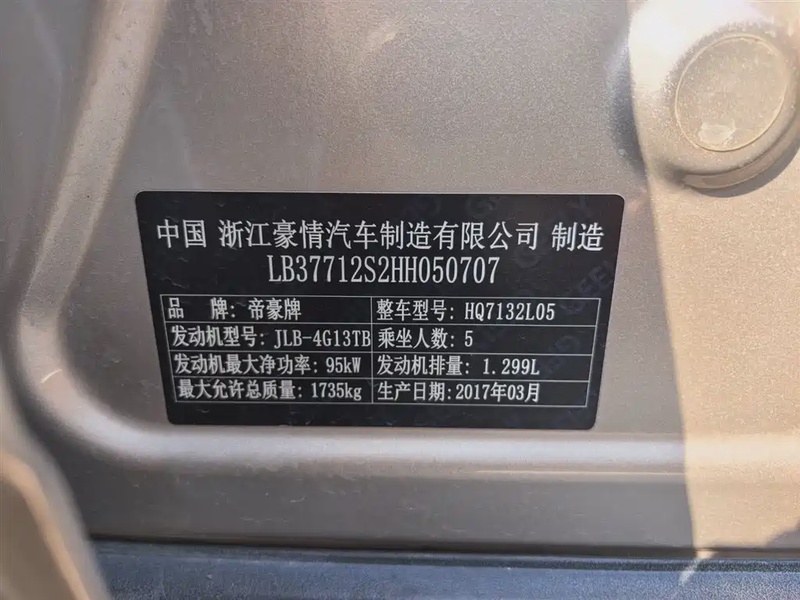 中国 浙江豪情汽车制造有限公司 制造
LB37712S2HH050707
品 牌: 帝豪牌 整车型号: HQ7132L05
发动机型号: JLB-4G13TB 乘坐人数: 5
发动机最大净功率: 95kW 发动机排量: 1.299L
最大允许总质量: 1735kg 生产日期: 2017年03月